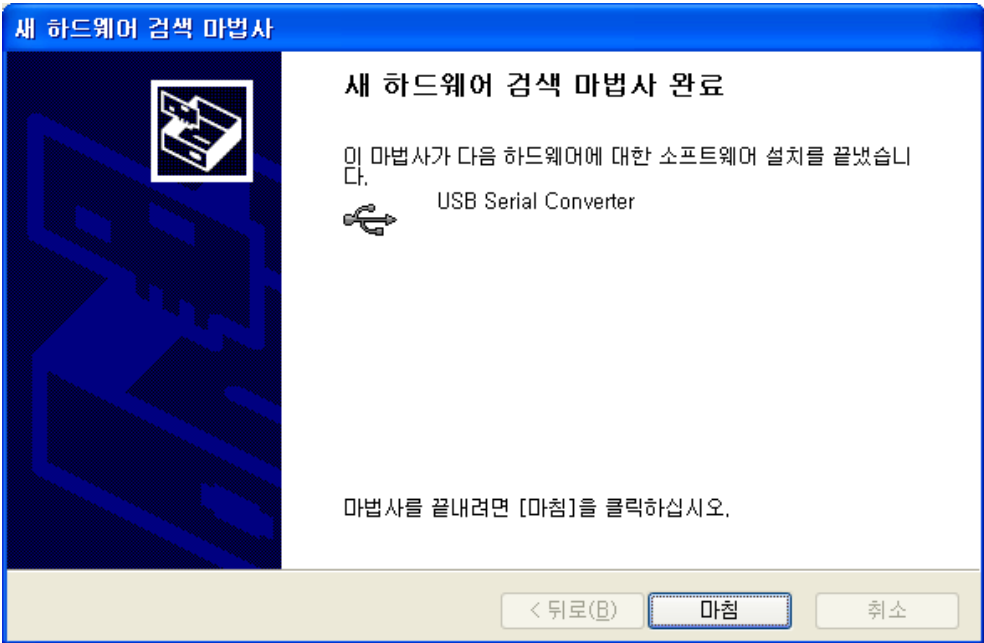 새 하드웨어 검색 마법사
새 하드웨어 검색 마법사 완료
이 마법사가 다음 하드웨어에 대한 소프트웨어 설치를 끝냈습니
다.
USB Serial Converter
마법사를 끝내려면 [마침]을 클릭하십시오.
< 뒤로(B)
마침
취소